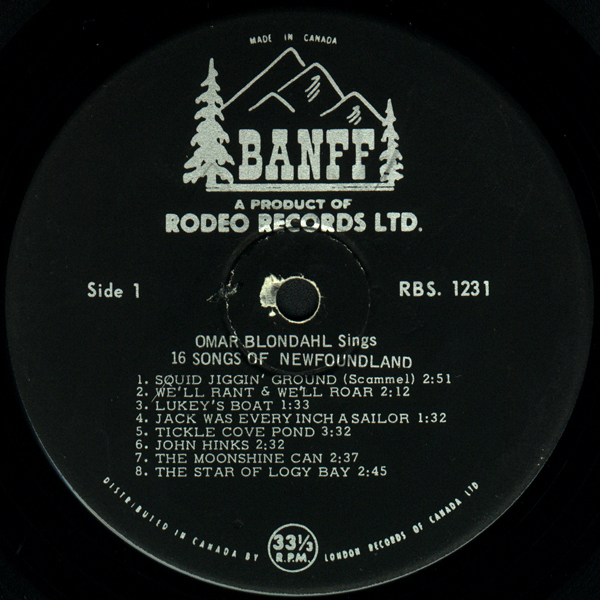 MADE IN CANADA
BANFF
A PRODUCT OF
RODEO RECORDS LTD.
Side 1
RBS. 1231
OMAR BLONDAHL Sings
16 SONGS OF NEWFOUNDLAND
1. SQUID JIGGIN' GROUND (Scammel) 2:51
2. WE'LL RANT & WE'LL ROAR 2:12
3. LUKEY'S BOAT 1:33
4. JACK WAS EVERY INCH A SAILOR 1:32
5. TICKLE COVE POND 3:32
6. JOHN HINKS 2:32
7. THE MOONSHINE CAN 2:37
8. THE STAR OF LOGY BAY 2:45
DISTRIBUTED IN CANADA BY LONDON RECORDS OF CANADA LTD
33⅓
R.P.M.